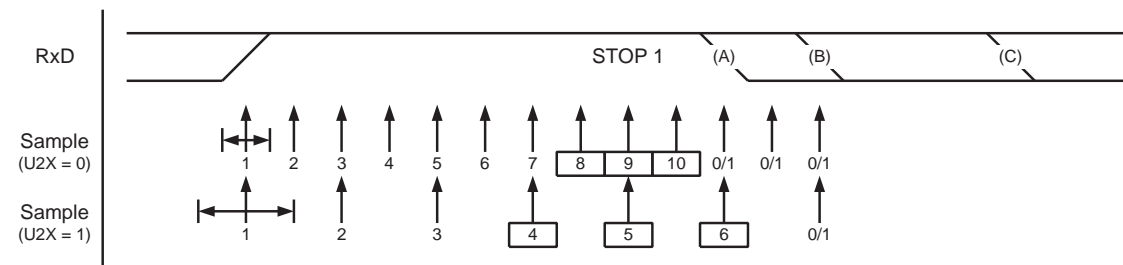 RxD STOP 1 (A) (B) (C)
Sample
(U2X = 0) 1 2 3 4 5 6 7 8 9 10 0/1 0/1 0/1
Sample
(U2X = 1) 1 2 3 4 5 6 0/1